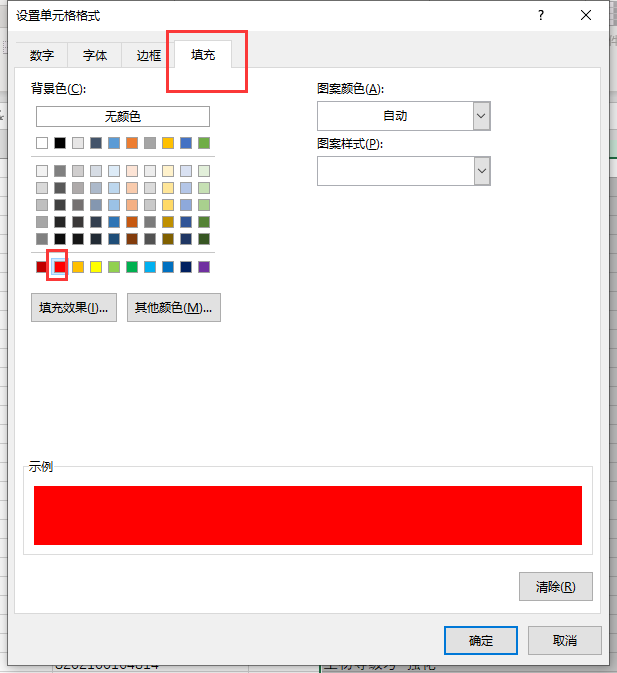 设置单元格格式
?
数字 字体 边框 填充
背景色(C):
无颜色
填充效果(I)... 其他颜色(M)...
图案颜色(A):
自动
图案样式(P):
示例
清除(R)
确定 取消